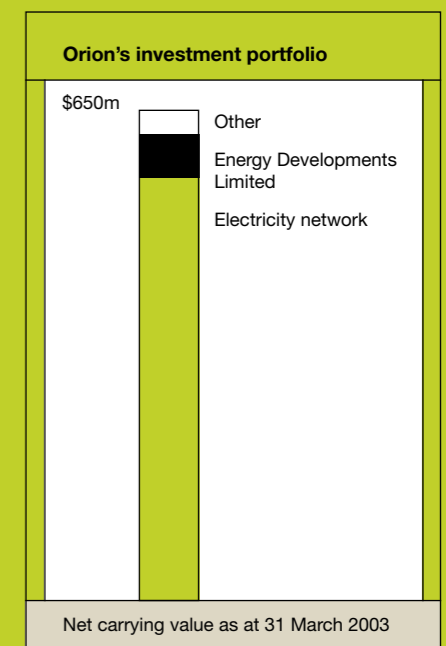 Orion's investment portfolio
$650m
Other
Energy Developments
Limited
Electricity network
Net carrying value as at 31 March 2003